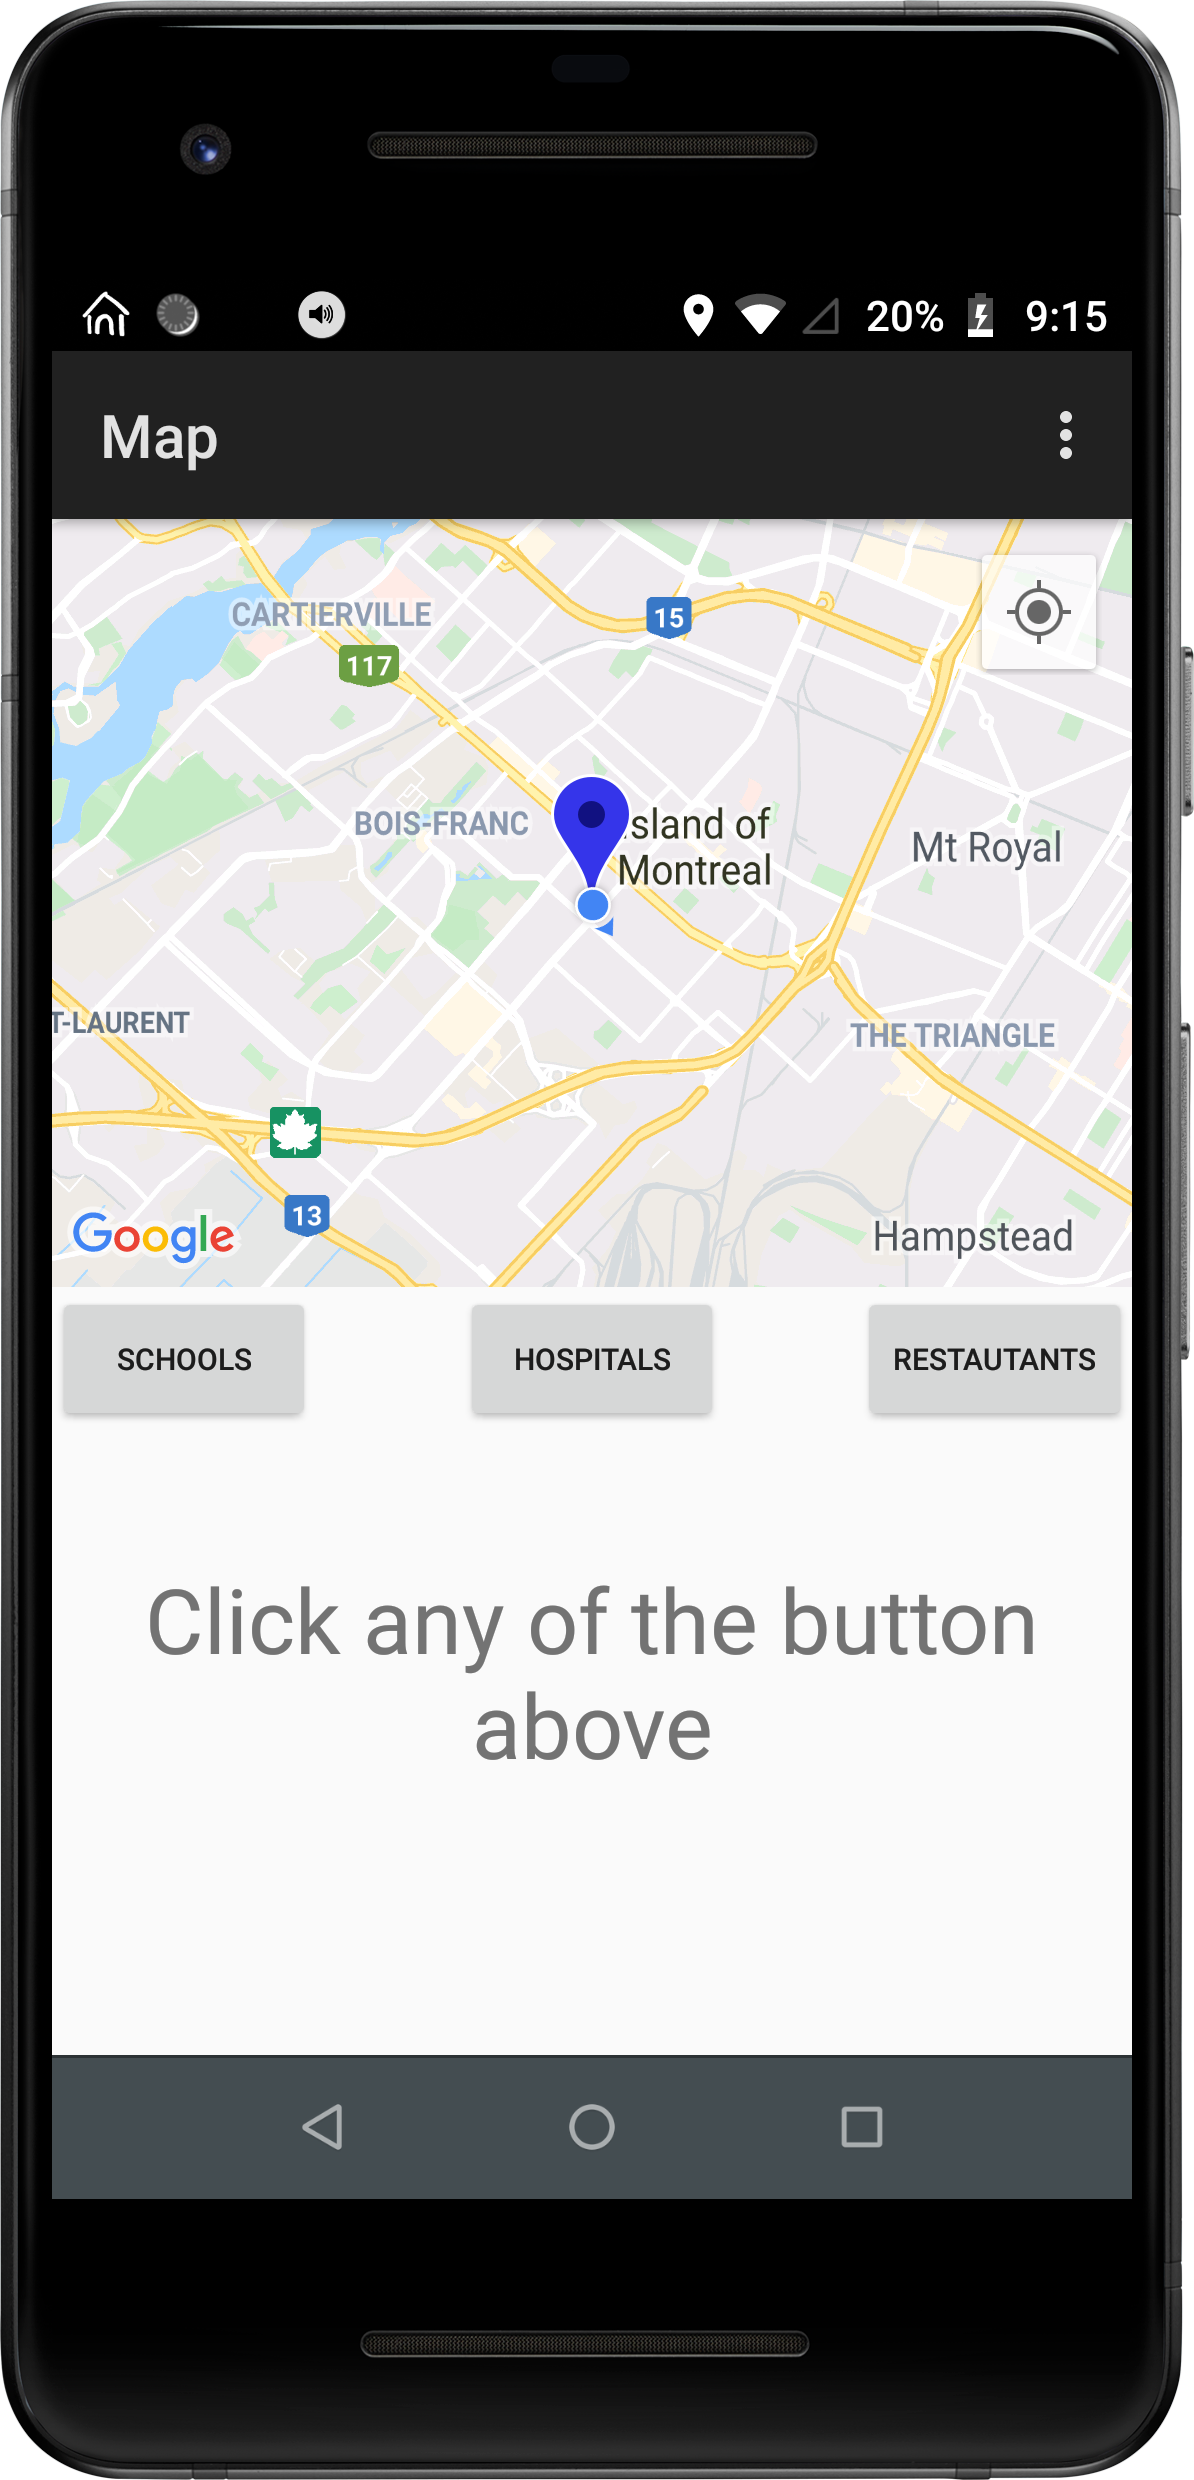 20% 9:15
Map
CARTIERVILLE
15
117
BOIS-FRANC
sland of
Montreal
Mt Royal
T-LAURENT
THE TRIANGLE
13
Google
Hampstead
SCHOOLS HOSPITALS RESTAUTANTS
Click any of the button
above